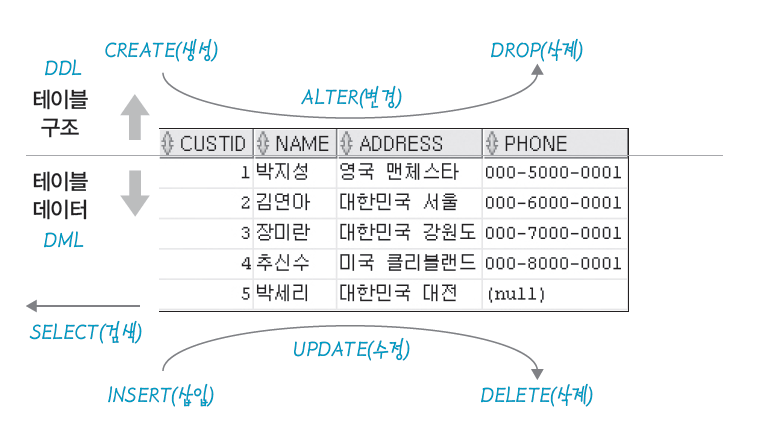 CREATE(생성)
DROP(삭제)
DDL
ALTER(변경)
테이블
구조
CUSTID NAME ADDRESS PHONE
1 박지성 영국 맨체스타 000-5000-0001
테이블
데이터
2 김연아 대한민국 서울 000-6000-0001
3 장미란 대한민국 강원도 000-7000-0001
DML
4 추신수 미국 클리블랜드 000-8000-0001
5 박세리 대한민국 대전 (null)
SELECT(검색)
UPDATE(수정)
INSERT(삽입)
DELETE(삭제)